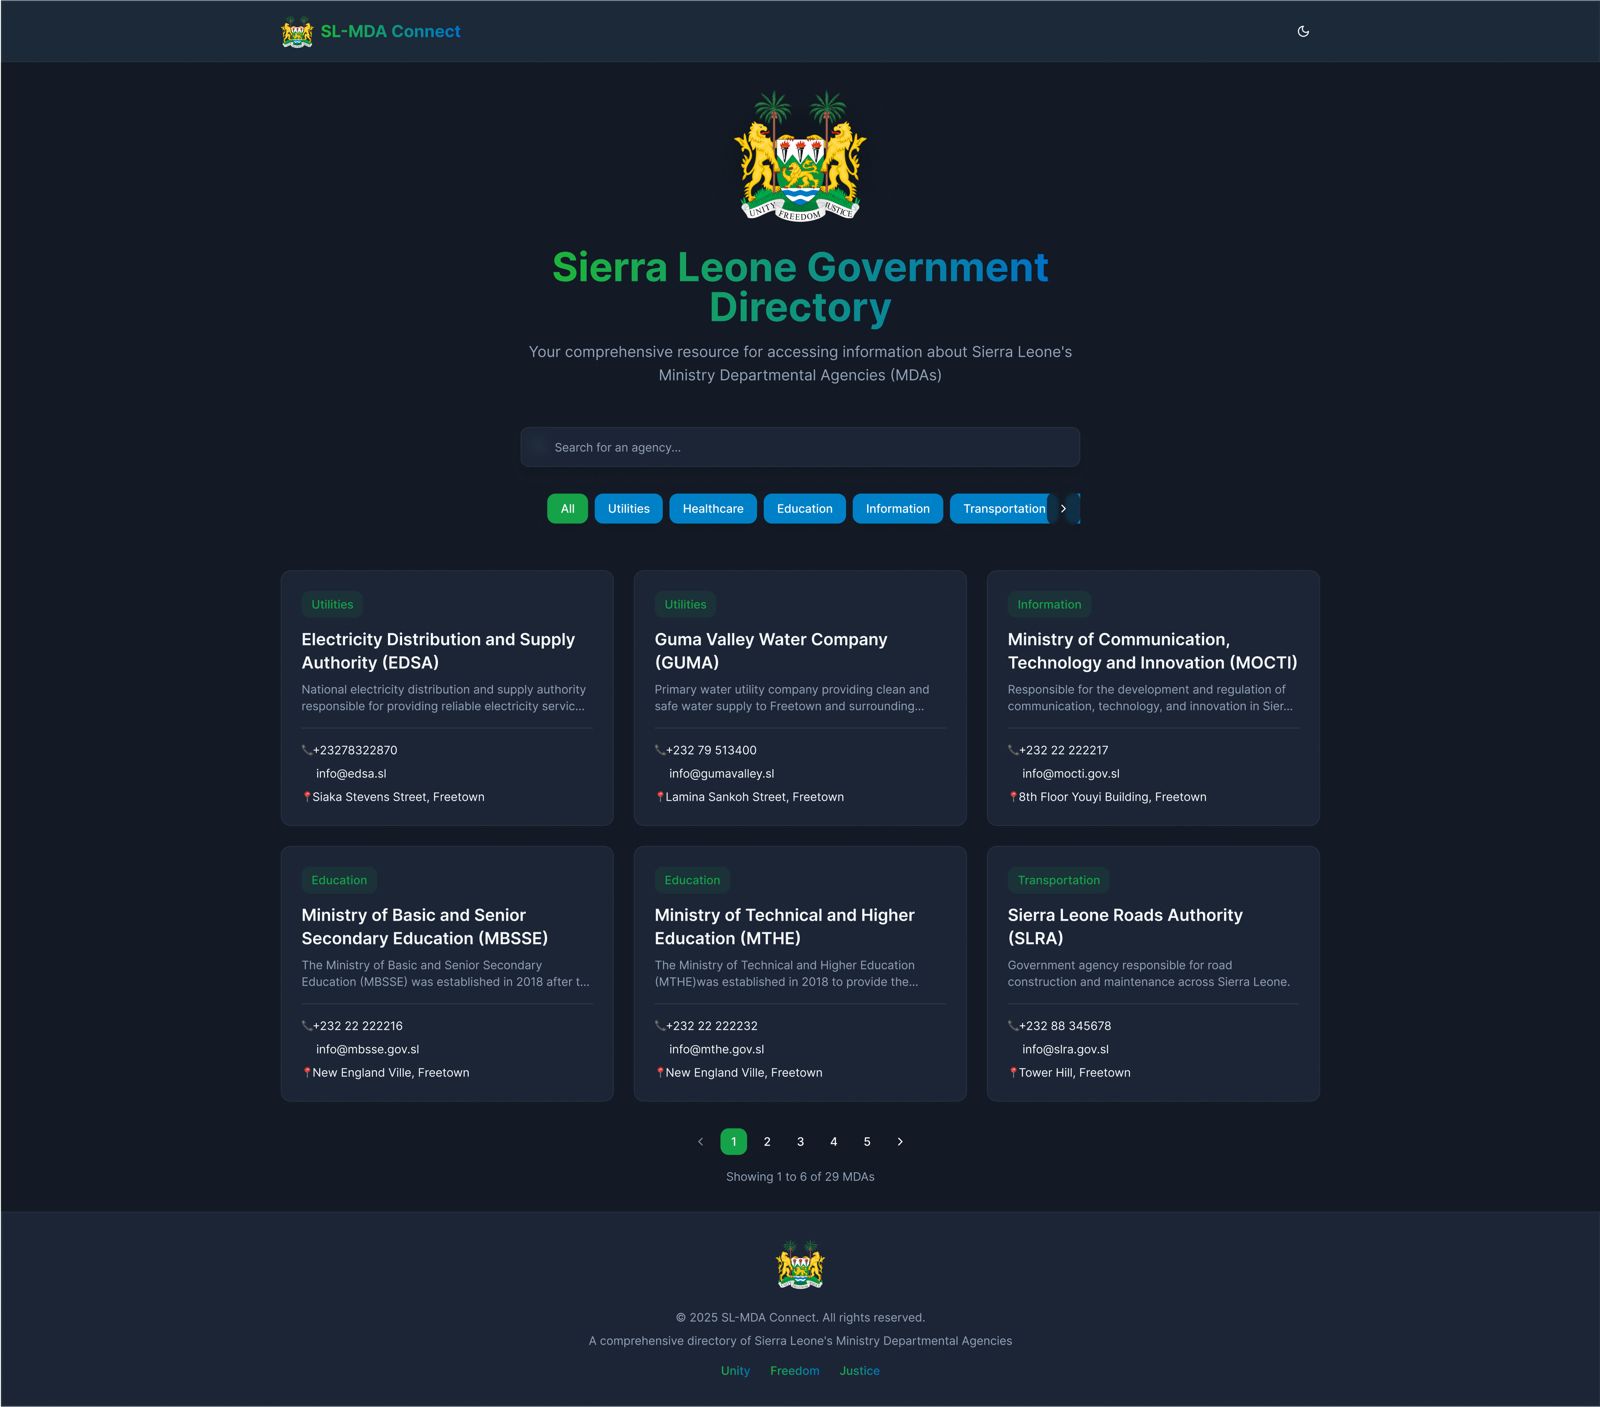 SL-MDA Connect
UNITY FREEDOM JUSTICE
Sierra Leone Government
Directory
Your comprehensive resource for accessing information about Sierra Leone's
Ministry Departmental Agencies (MDAs)
Search for an agency...
All Utilities Healthcare Education Information Transportation
Utilities
Electricity Distribution and Supply
Authority (EDSA)
National electricity distribution and supply authority
responsible for providing reliable electricity servic...
+23278322870
info@edsa.sl
Siaka Stevens Street, Freetown
Utilities
Guma Valley Water Company
(GUMA)
Primary water utility company providing clean and
safe water supply to Freetown and surrounding...
+232 79 513400
info@gumavalley.sl
Lamina Sankoh Street, Freetown
Information
Ministry of Communication,
Technology and Innovation (MOCTI)
Responsible for the development and regulation of
communication, technology, and innovation in Sier...
+232 22 222217
info@mocti.gov.sl
8th Floor Youyi Building, Freetown
Education
Ministry of Basic and Senior
Secondary Education (MBSSE)
The Ministry of Basic and Senior Secondary
Education (MBSSE) was established in 2018 after t...
+232 22 222216
info@mbsse.gov.sl
New England Ville, Freetown
Education
Ministry of Technical and Higher
Education (MTHE)
The Ministry of Technical and Higher Education
(MTHE)was established in 2018 to provide the...
+232 22 222232
info@mthe.gov.sl
New England Ville, Freetown
Transportation
Sierra Leone Roads Authority
(SLRA)
Government agency responsible for road
construction and maintenance across Sierra Leone.
+232 88 345678
info@slra.gov.sl
Tower Hill, Freetown
1 2 3 4 5
Showing 1 to 6 of 29 MDAs
© 2025 SL-MDA Connect. All rights reserved.
A comprehensive directory of Sierra Leone's Ministry Departmental Agencies
Unity Freedom Justice